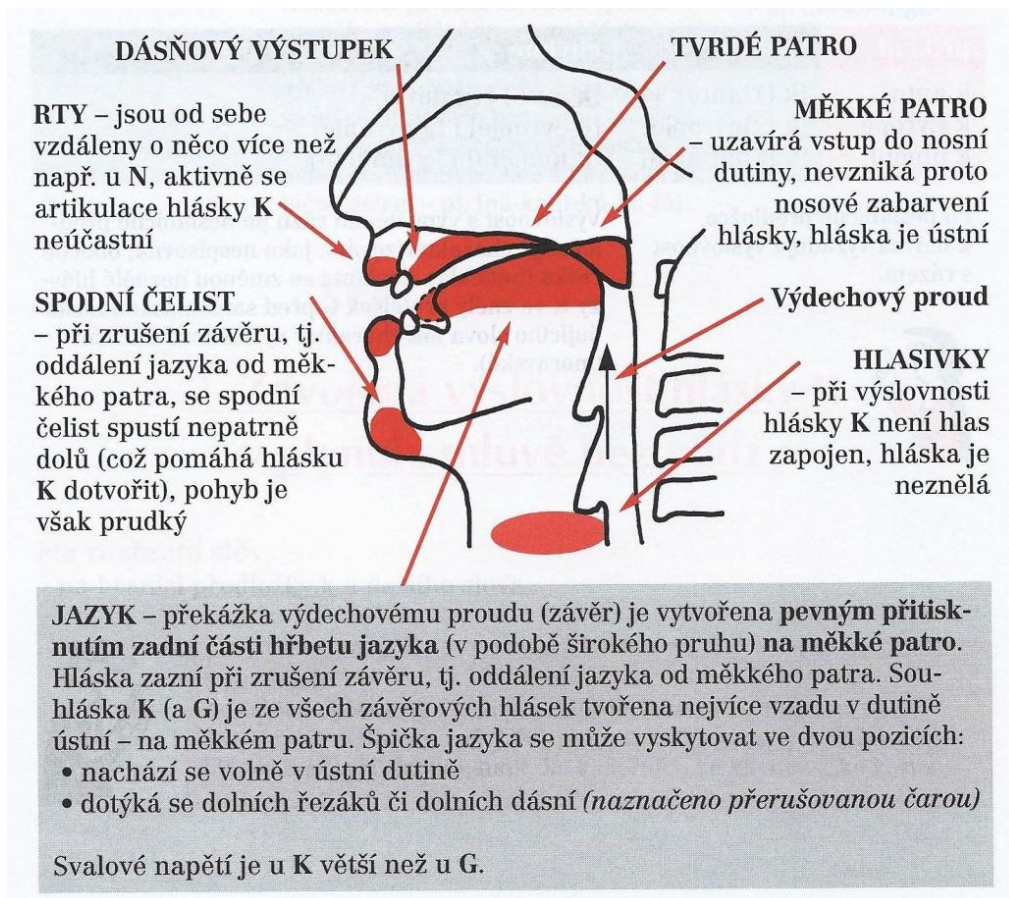 DÁSŇOVÝ VÝSTUPEK
TVRDÉ PATRO
RTY – jsou od sebe
vzdáleny o něco více než
např. u N, aktivně se
artikulace hlásky K
neúčastní
MĚKKÉ PATRO
– uzavírá vstup do nosní
dutiny, nevzniká proto
nosové zabarvení
hlásky, hláska je ústní
SPODNÍ ČELIST
– při zrušení závěru, tj.
oddálení jazyka od měk-
kého patra, se spodní
čelist spustí nepatrně
dolů (což pomáhá hlásku
K dotvořit), pohyb je
však prudký
Výdechový proud
HLASIVKY
– při výslovnosti
hlásky K není hlas
zapojen, hláska je
neznělá
JAZYK – překážka výdechovému proudu (závěr) je vytvořena pevným přitisk-
nutím zadní části hřbetu jazyka (v podobě širokého pruhu) na měkké patro.
Hláska zazní při zrušení závěru, tj. oddálení jazyka od měkkého patra. Sou-
hláska K (a G) je ze všech závěrových hlásek tvořena nejvíce vzadu v dutině
ústní – na měkkém patru. Špička jazyka se může vyskytovat ve dvou pozicích:
• nachází se volně v ústní dutině
• dotýká se dolních řezáků či dolních dásní (naznačeno přerušovanou čarou)
Svalové napětí je u K větší než u G.